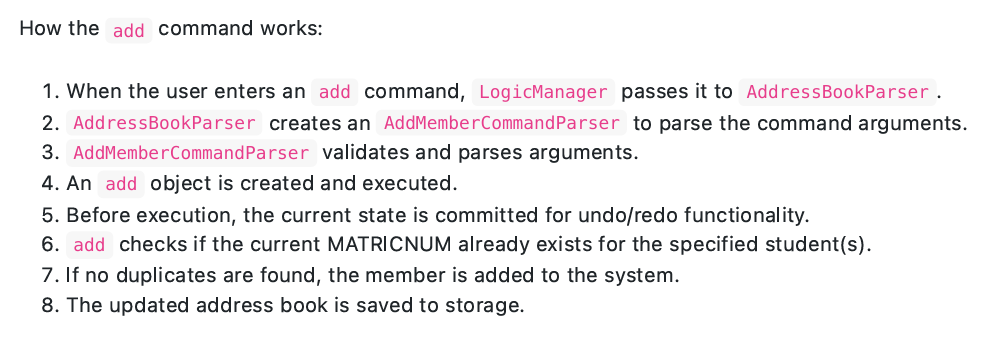 How the add command works:
1. When the user enters an add command, LogicManager passes it to AddressBookParser.
2. AddressBookParser creates an AddMemberCommandParser to parse the command arguments.
3. AddMemberCommandParser validates and parses arguments.
4. An add object is created and executed.
5. Before execution, the current state is committed for undo/redo functionality.
6. add checks if the current MATRICNUM already exists for the specified student(s).
7. If no duplicates are found, the member is added to the system.
8. The updated address book is saved to storage.